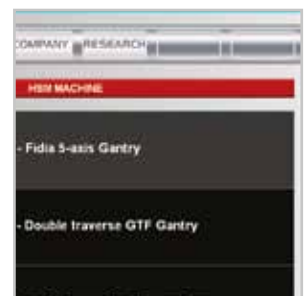 COMPANY RESEARCH
HSM MACHINE
- Fidia 5-axis Gantry
- Double traverse GTF Gantry